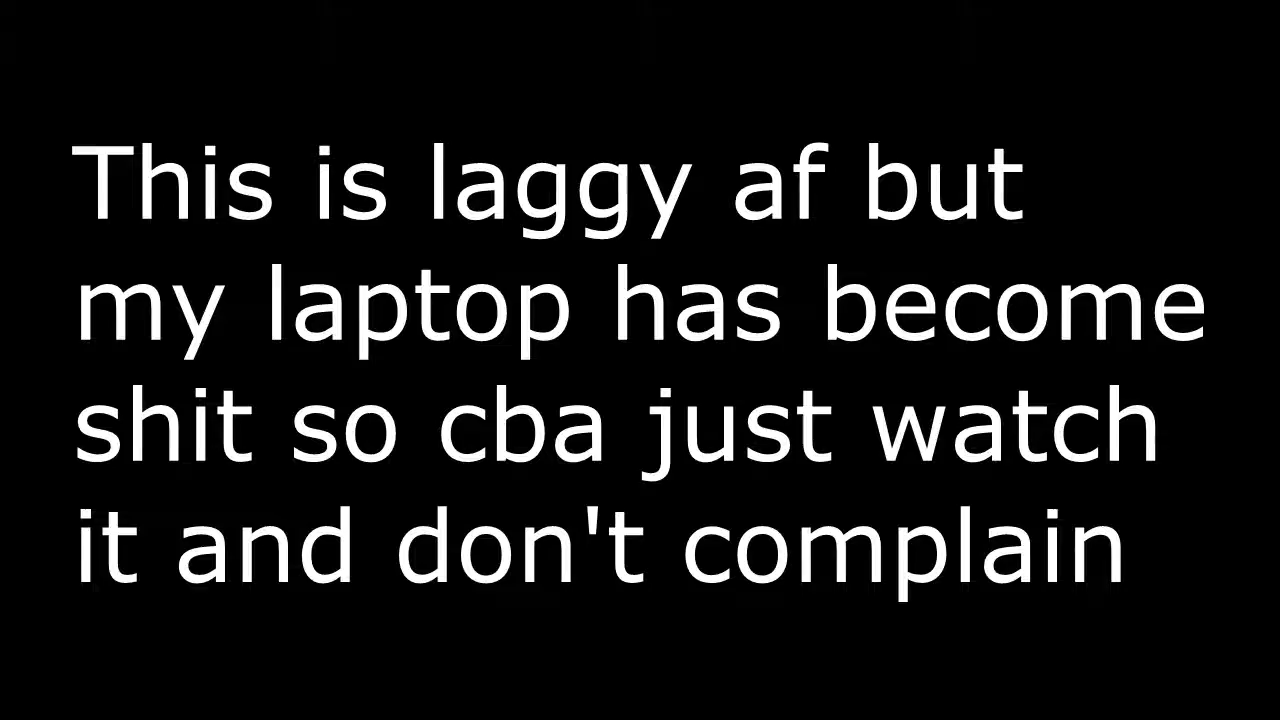 This is laggy af but
my laptop has become
shit so cba just watch
it and don't complain